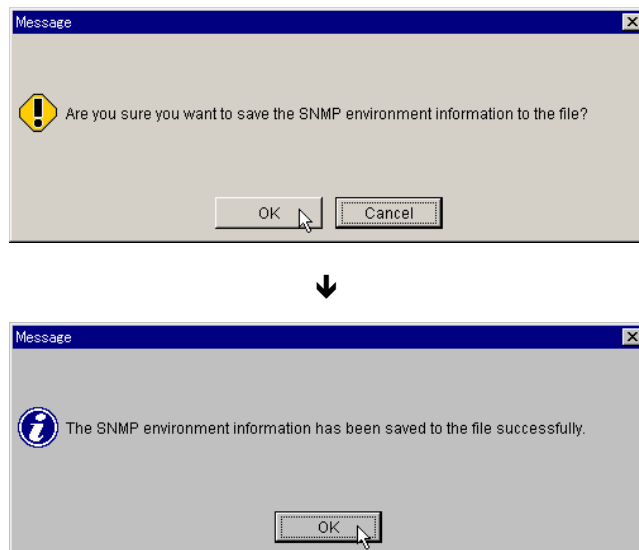 Message
Are you sure you want to save the SNMP environment information to the file?
OK
Cancel
Message
The SNMP environment information has been saved to the file successfully.
OK